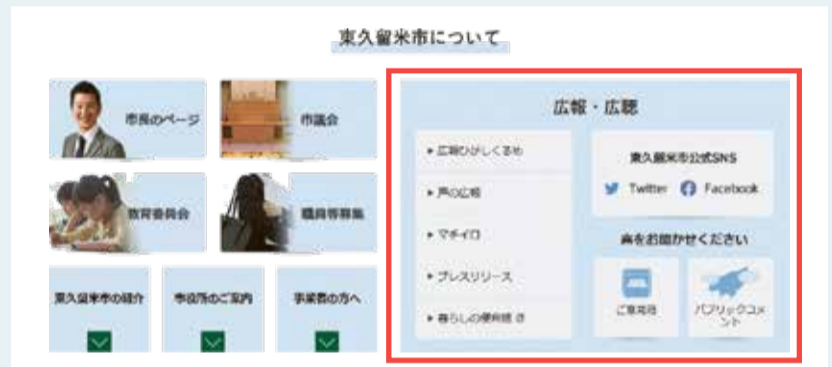 東久留米市について
市長のページ
市議会
教育委員会
職員等募集
東久留米市の紹介
市役所のご案内
事業者の方へ
広報・広聴
広報ひがしくるめ
声の広報
マチイロ
プレスリリース
暮らしの便利帳
東久留米市公式SNS
Twitter Facebook
声をお聞かせください
ご意見箱
パブリックコメ
ント